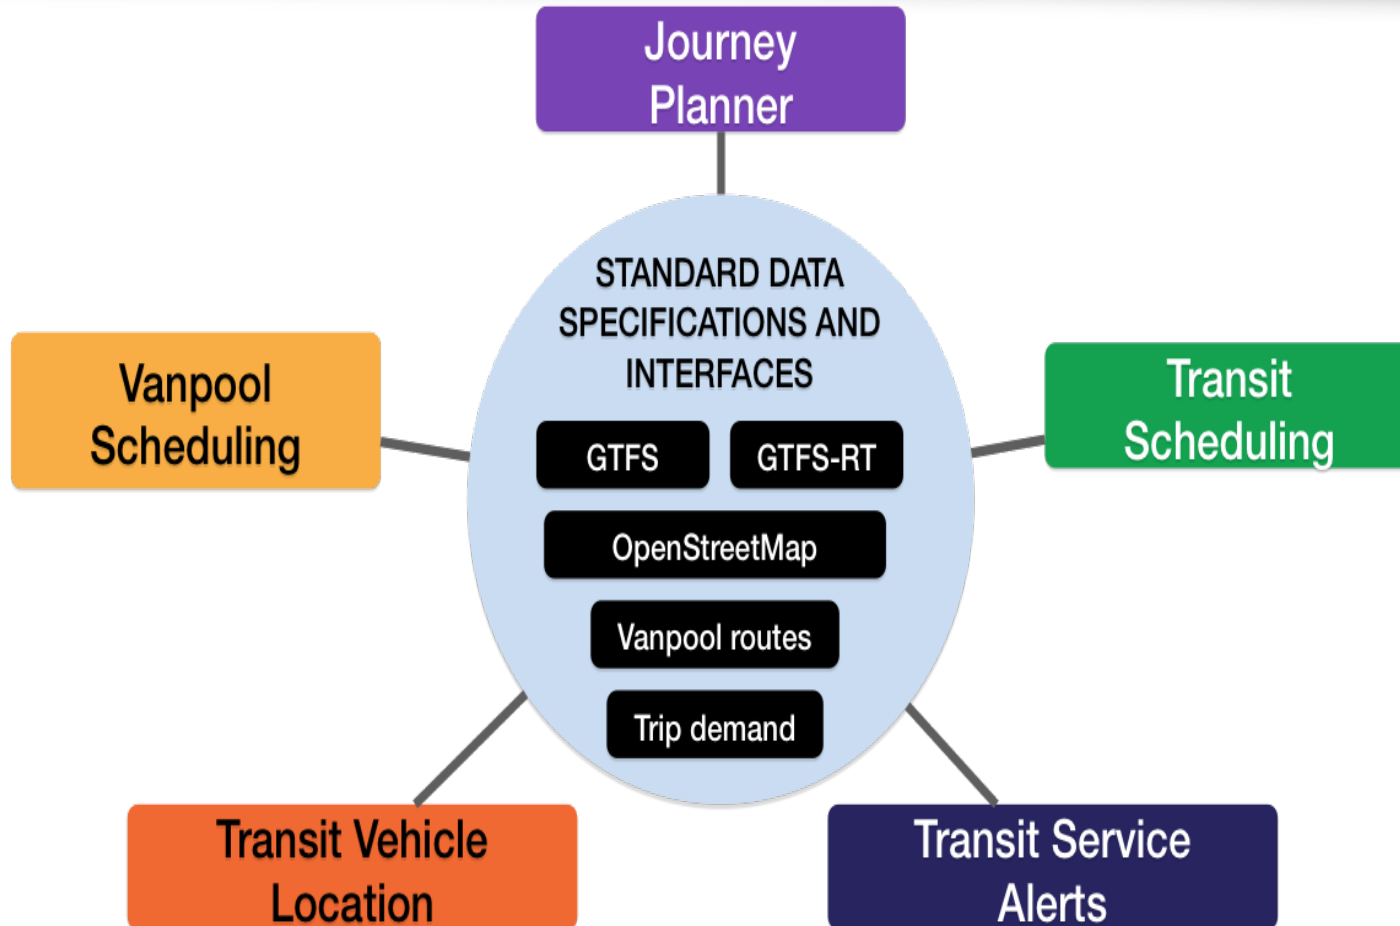 Journey
Planner
STANDARD DATA
SPECIFICATIONS AND
INTERFACES
Vanpool
Scheduling
Transit
Scheduling
GTFS
GTFS-RT
OpenStreetMap
Vanpool routes
Trip demand
Transit Vehicle
Location
Transit Service
Alerts